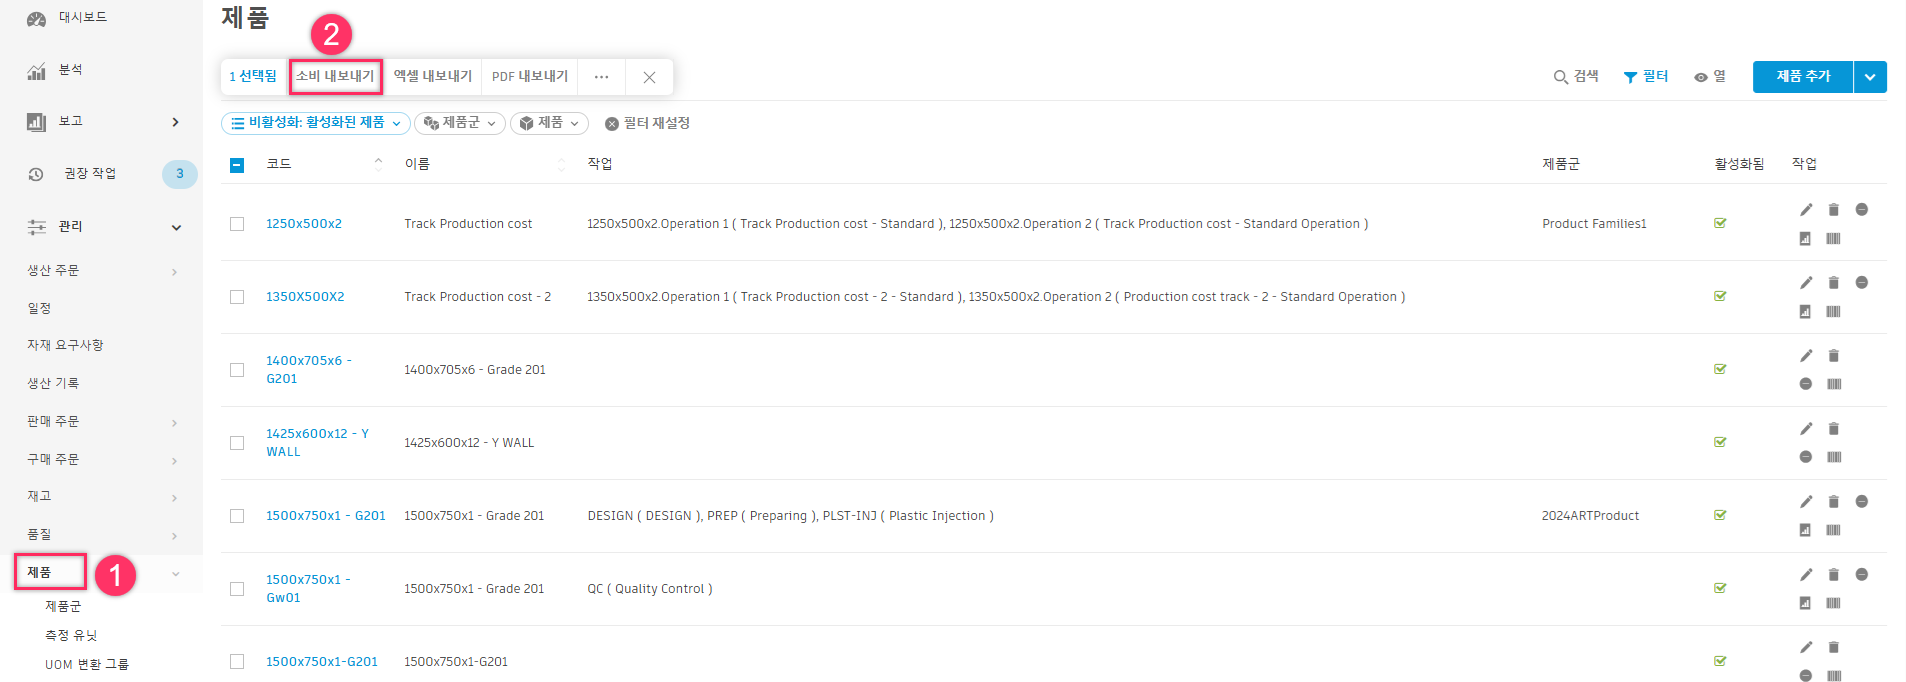 대시보드
분석
보고
권장 작업 3
관리
생산 주문
일정
자재 요구사항
생산 기록
판매 주문
구매 주문
재고
품질
제품 1
제품군
측정 유닛
UOM 변환 그룹
제품
2
1 선택됨 소비 내보내기 엑셀 내보내기 PDF 내보내기 ...
검색 필터 열 제품 추가
비활성화: 활성화된 제품 제품군 제품 필터 재설정
코드 이름 작업 제품군 활성화됨 작업
1250x500x2 Track Production cost 1250x500x2.Operation 1 ( Track Production cost - Standard ), 1250x500x2.Operation 2 ( Track Production cost - Standard Operation ) Product Families1
1350X500X2 Track Production cost - 2 1350x500x2.Operation 1 ( Track Production cost - 2 - Standard ), 1350x500x2.Operation 2 ( Production cost track - 2 - Standard Operation )
1400x705x6 -
G201
1400x705x6 - Grade 201
1425x600x12 - Y
WALL
1425x600x12 - Y WALL
1500x750x1 - G201 1500x750x1 - Grade 201 DESIGN ( DESIGN ), PREP ( Preparing ), PLST-INJ ( Plastic Injection ) 2024ARTProduct
1500x750x1 -
Gw01
1500x750x1 - Grade 201 QC ( Quality Control )
1500x750x1-G201 1500x750x1-G201